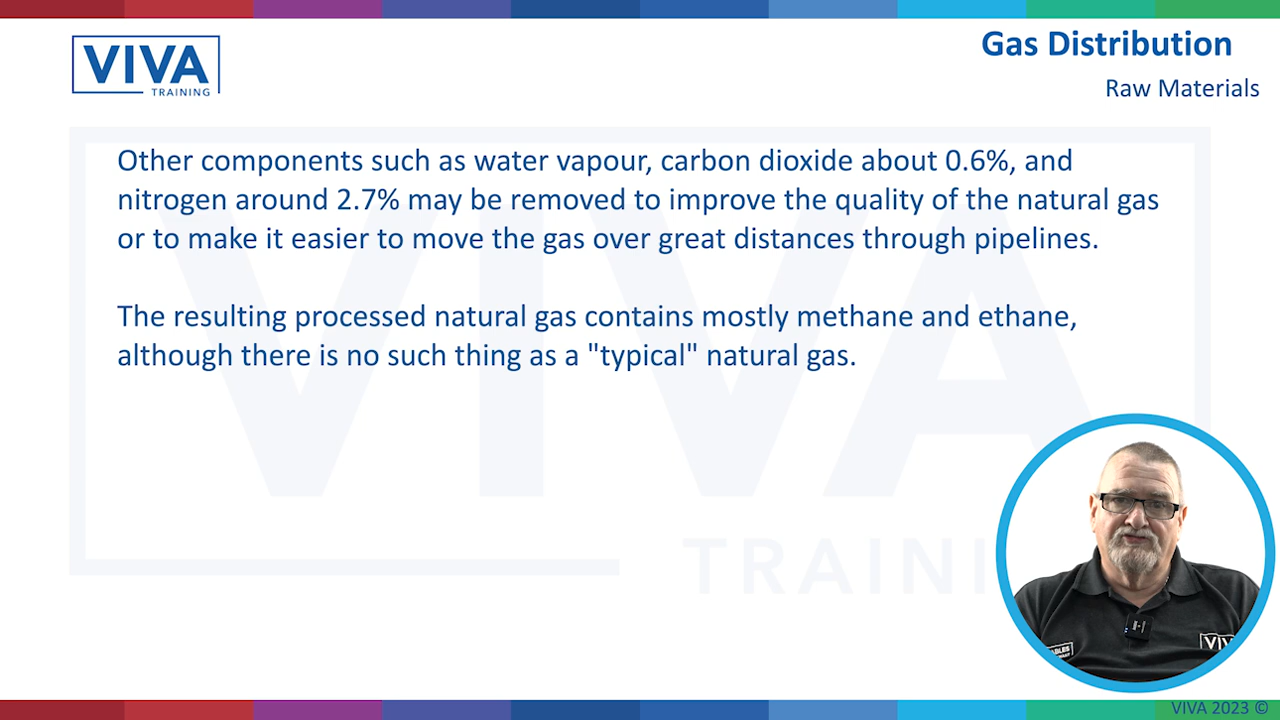 VIVA
TRAINING
Gas Distribution
Raw Materials
Other components such as water vapour, carbon dioxide about 0.6%, and
nitrogen around 2.7% may be removed to improve the quality of the natural gas
or to make it easier to move the gas over great distances through pipelines.
The resulting processed natural gas contains mostly methane and ethane,
although there is no such thing as a "typical" natural gas.
VIVA
TRAINI
VIV
VIVA 2023 ©